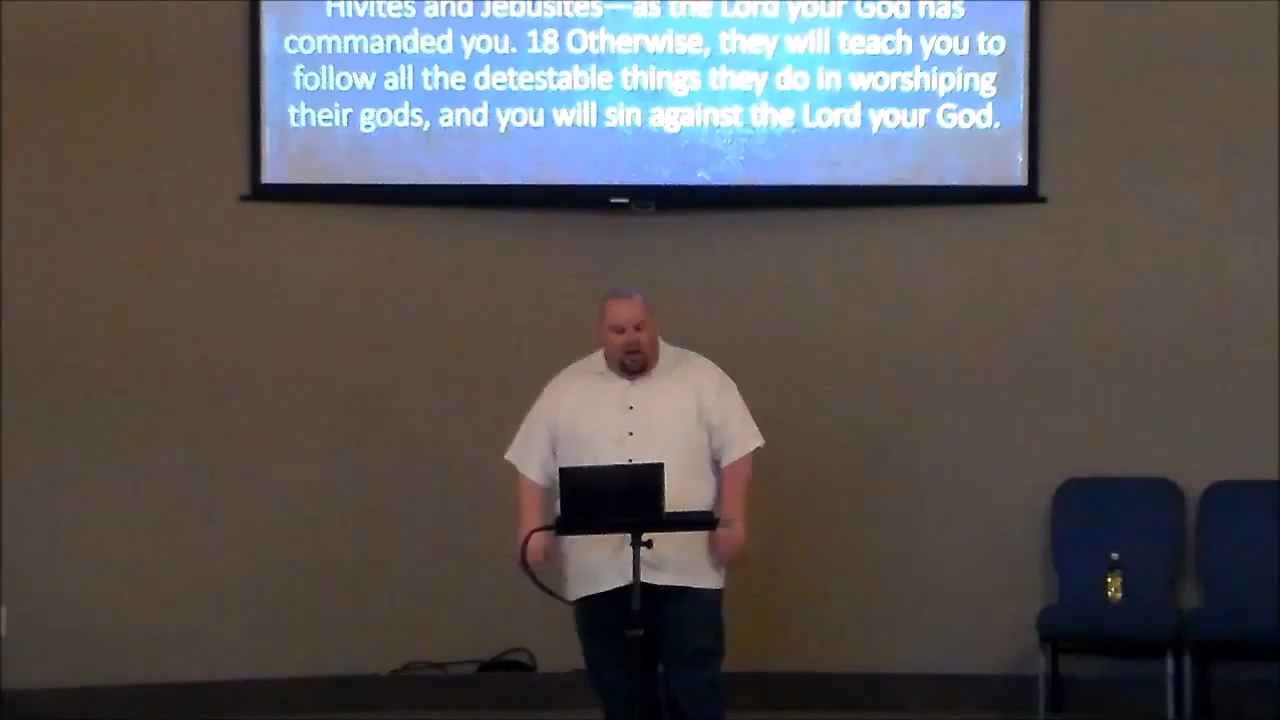 Hivites and Jebusites—as the Lord your God has
commanded you. 18 Otherwise, they will teach you to
follow all the detestable things they do in worshiping
their gods, and you will sin against the Lord your God.